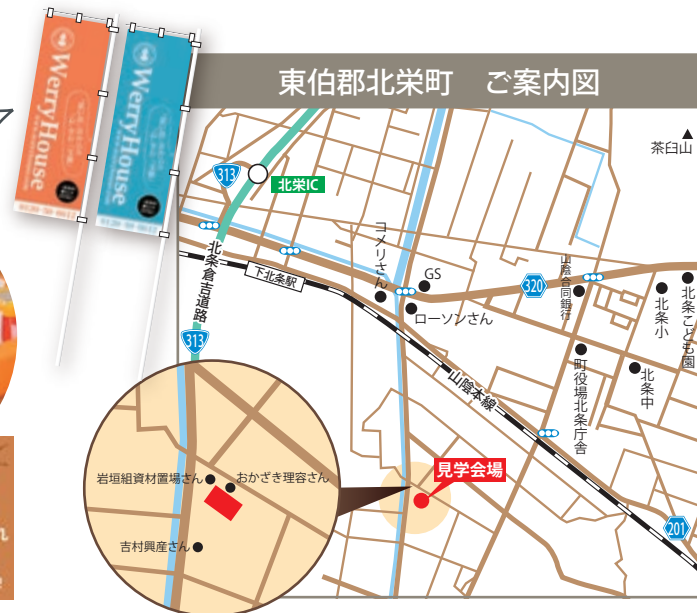 WerryHouse
WerryHouse
東伯郡北栄町　ご案内図
茶臼山
313
北栄IC
北条倉吉道路
下北条駅
コメリさん
GS
ローソンさん
山陰合同銀行
320
北条小
北条こども園
町役場北条庁舎
北条中
313
山陰本線
見学会場
201
岩垣組資材置場さん
おかざき理容さん
吉村興産さん